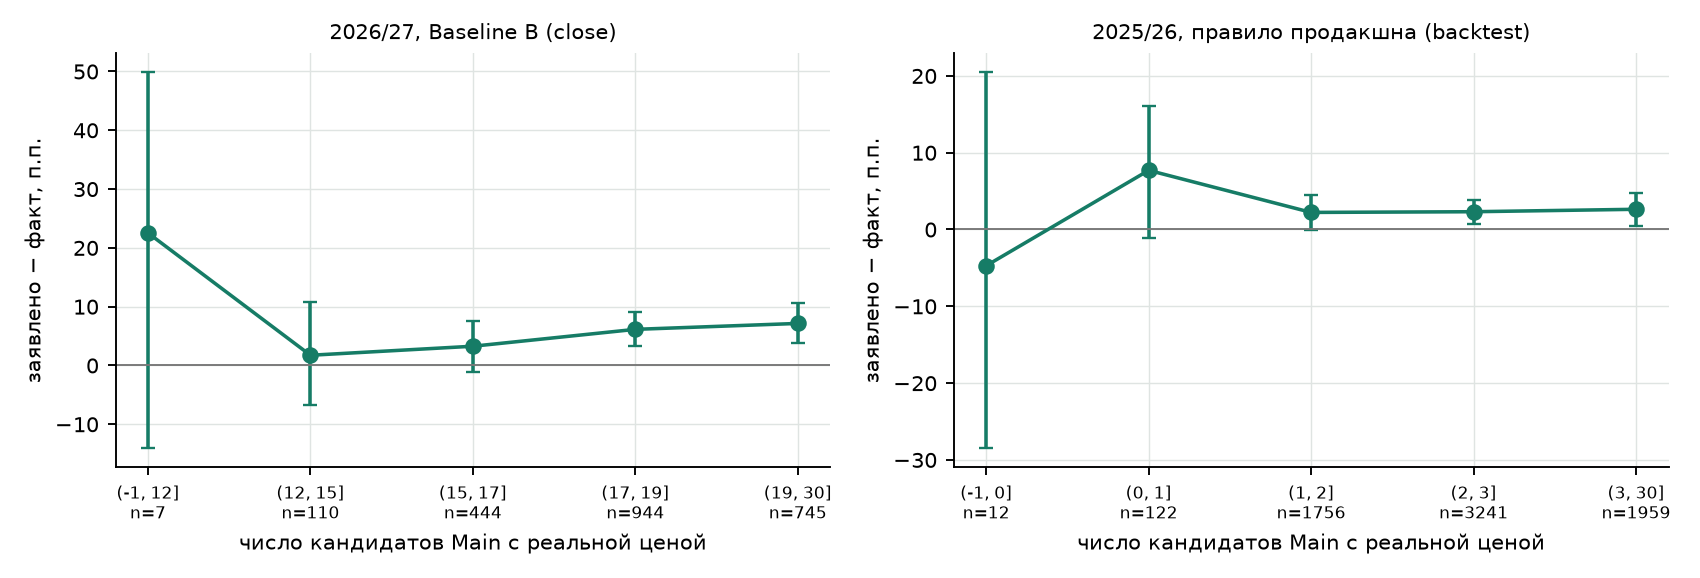 2026/27, Baseline B (close)
заявлено — факт, п.п.
50
40
30
20
10
0
−10
(-1, 12] (12, 15] (15, 17] (17, 19] (19, 30]
n=7 n=110 n=444 n=944 n=745
число кандидатов Main с реальной ценой
2025/26, правило продакшна (backtest)
заявлено — факт, п.п.
20
10
0
−10
−20
−30
(-1, 0] (0, 1] (1, 2] (2, 3] (3, 30]
n=12 n=122 n=1756 n=3241 n=1959
число кандидатов Main с реальной ценой